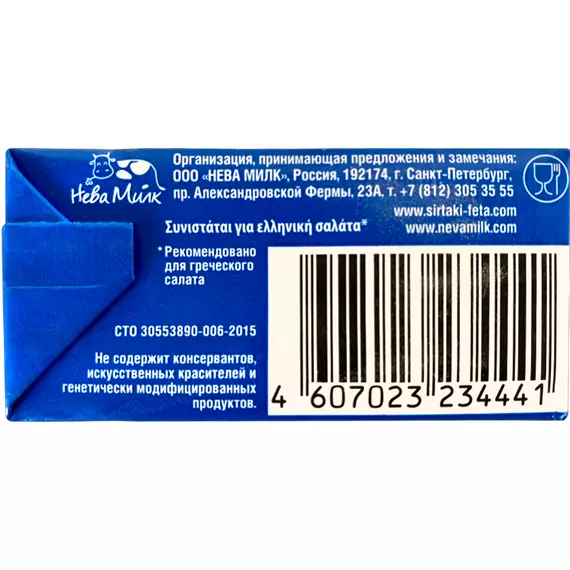 Нева Милк
Организация, принимающая предложения и замечания:
ООО «НЕВА МИЛК», Россия, 192174, г. Санкт-Петербург,
пр. Александровской Фермы, 23А, т. +7 (812) 305 35 55
www.sirtaki-feta.com
www.nevamilk.com
Συνιστάται για ελληνική σαλάτα*
*Рекомендовано
для греческого
салата
СТО 30553890-006-2015
Не содержит консервантов,
искусственных красителей и
генетически модифицированных
продуктов.
4 607023 234441